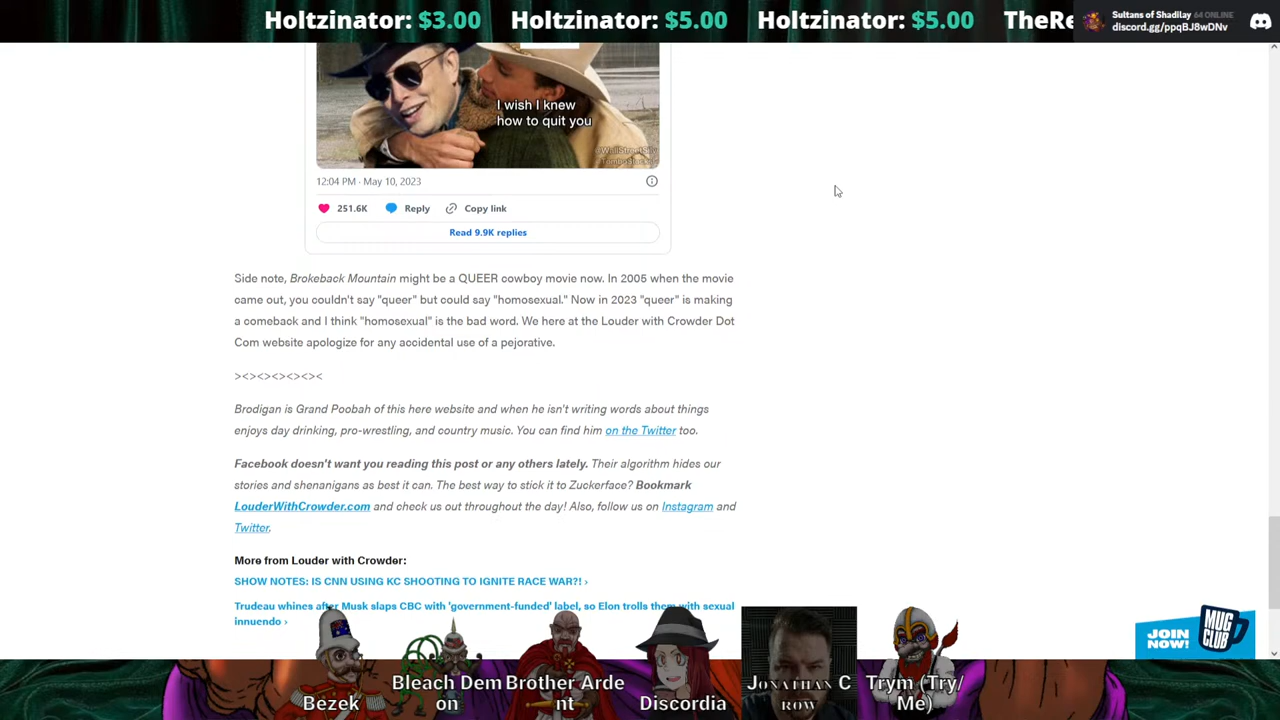 Holtzinator: $3.00 Holtzinator: $5.00 Holtzinator: $5.00 TheRe
Sultans of Shadilay 64 ONLINE
discord.gg/ppqBJ8wDNv
I wish I knew
how to quit you
12:04 PM · May 10, 2023
251.6K Reply Copy link
Read 9.9K replies
Side note, Brokeback Mountain might be a QUEER cowboy movie now. In 2005 when the movie
came out, you couldn't say "queer" but could say "homosexual." Now in 2023 "queer" is making
a comeback and I think "homosexual" is the bad word. We here at the Louder with Crowder Dot
Com website apologize for any accidental use of a pejorative.
><><><><><><
Brodigan is Grand Poobah of this here website and when he isn't writing words about things
enjoys day drinking, pro-wrestling, and country music. You can find him on the Twitter too.
Facebook doesn't want you reading this post or any others lately. Their algorithm hides our
stories and shenanigans as best it can. The best way to stick it to Zuckerface? Bookmark
LouderWithCrowder.com and check us out throughout the day! Also, follow us on Instagram and
Twitter.
More from Louder with Crowder:
SHOW NOTES: IS CNN USING KC SHOOTING TO IGNITE RACE WAR?! ›
Trudeau whines after Musk slaps CBC with 'government-funded' label, so Elon trolls them with sexual
innuendo ›
JOIN
NOW!
MUG
CLUB
Bezek
Bleach Dem
on
Brother Arde
nt
Discordia
Jonathan C
row
Trym (Try/
Me)